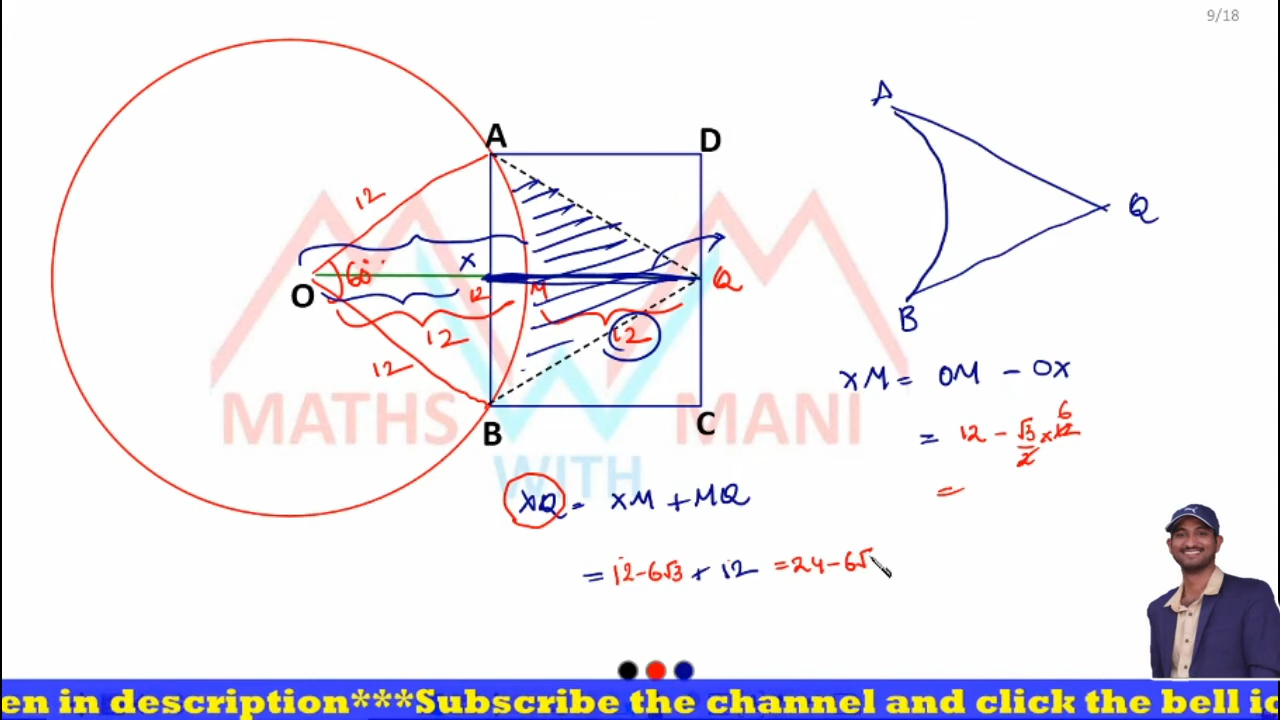 9/18
A
D
A
12
Q
X
60°
O
12
M
Q
12
12
12
B
MATHS
MANI
XM = OM - OX
C
B
6
WITH
= 12 - √3/2 × 12
XQ = XM + MQ
=
= 12-6√3 + 12 = 24-6√
en in description***Subscribe the channel and click the bell ic